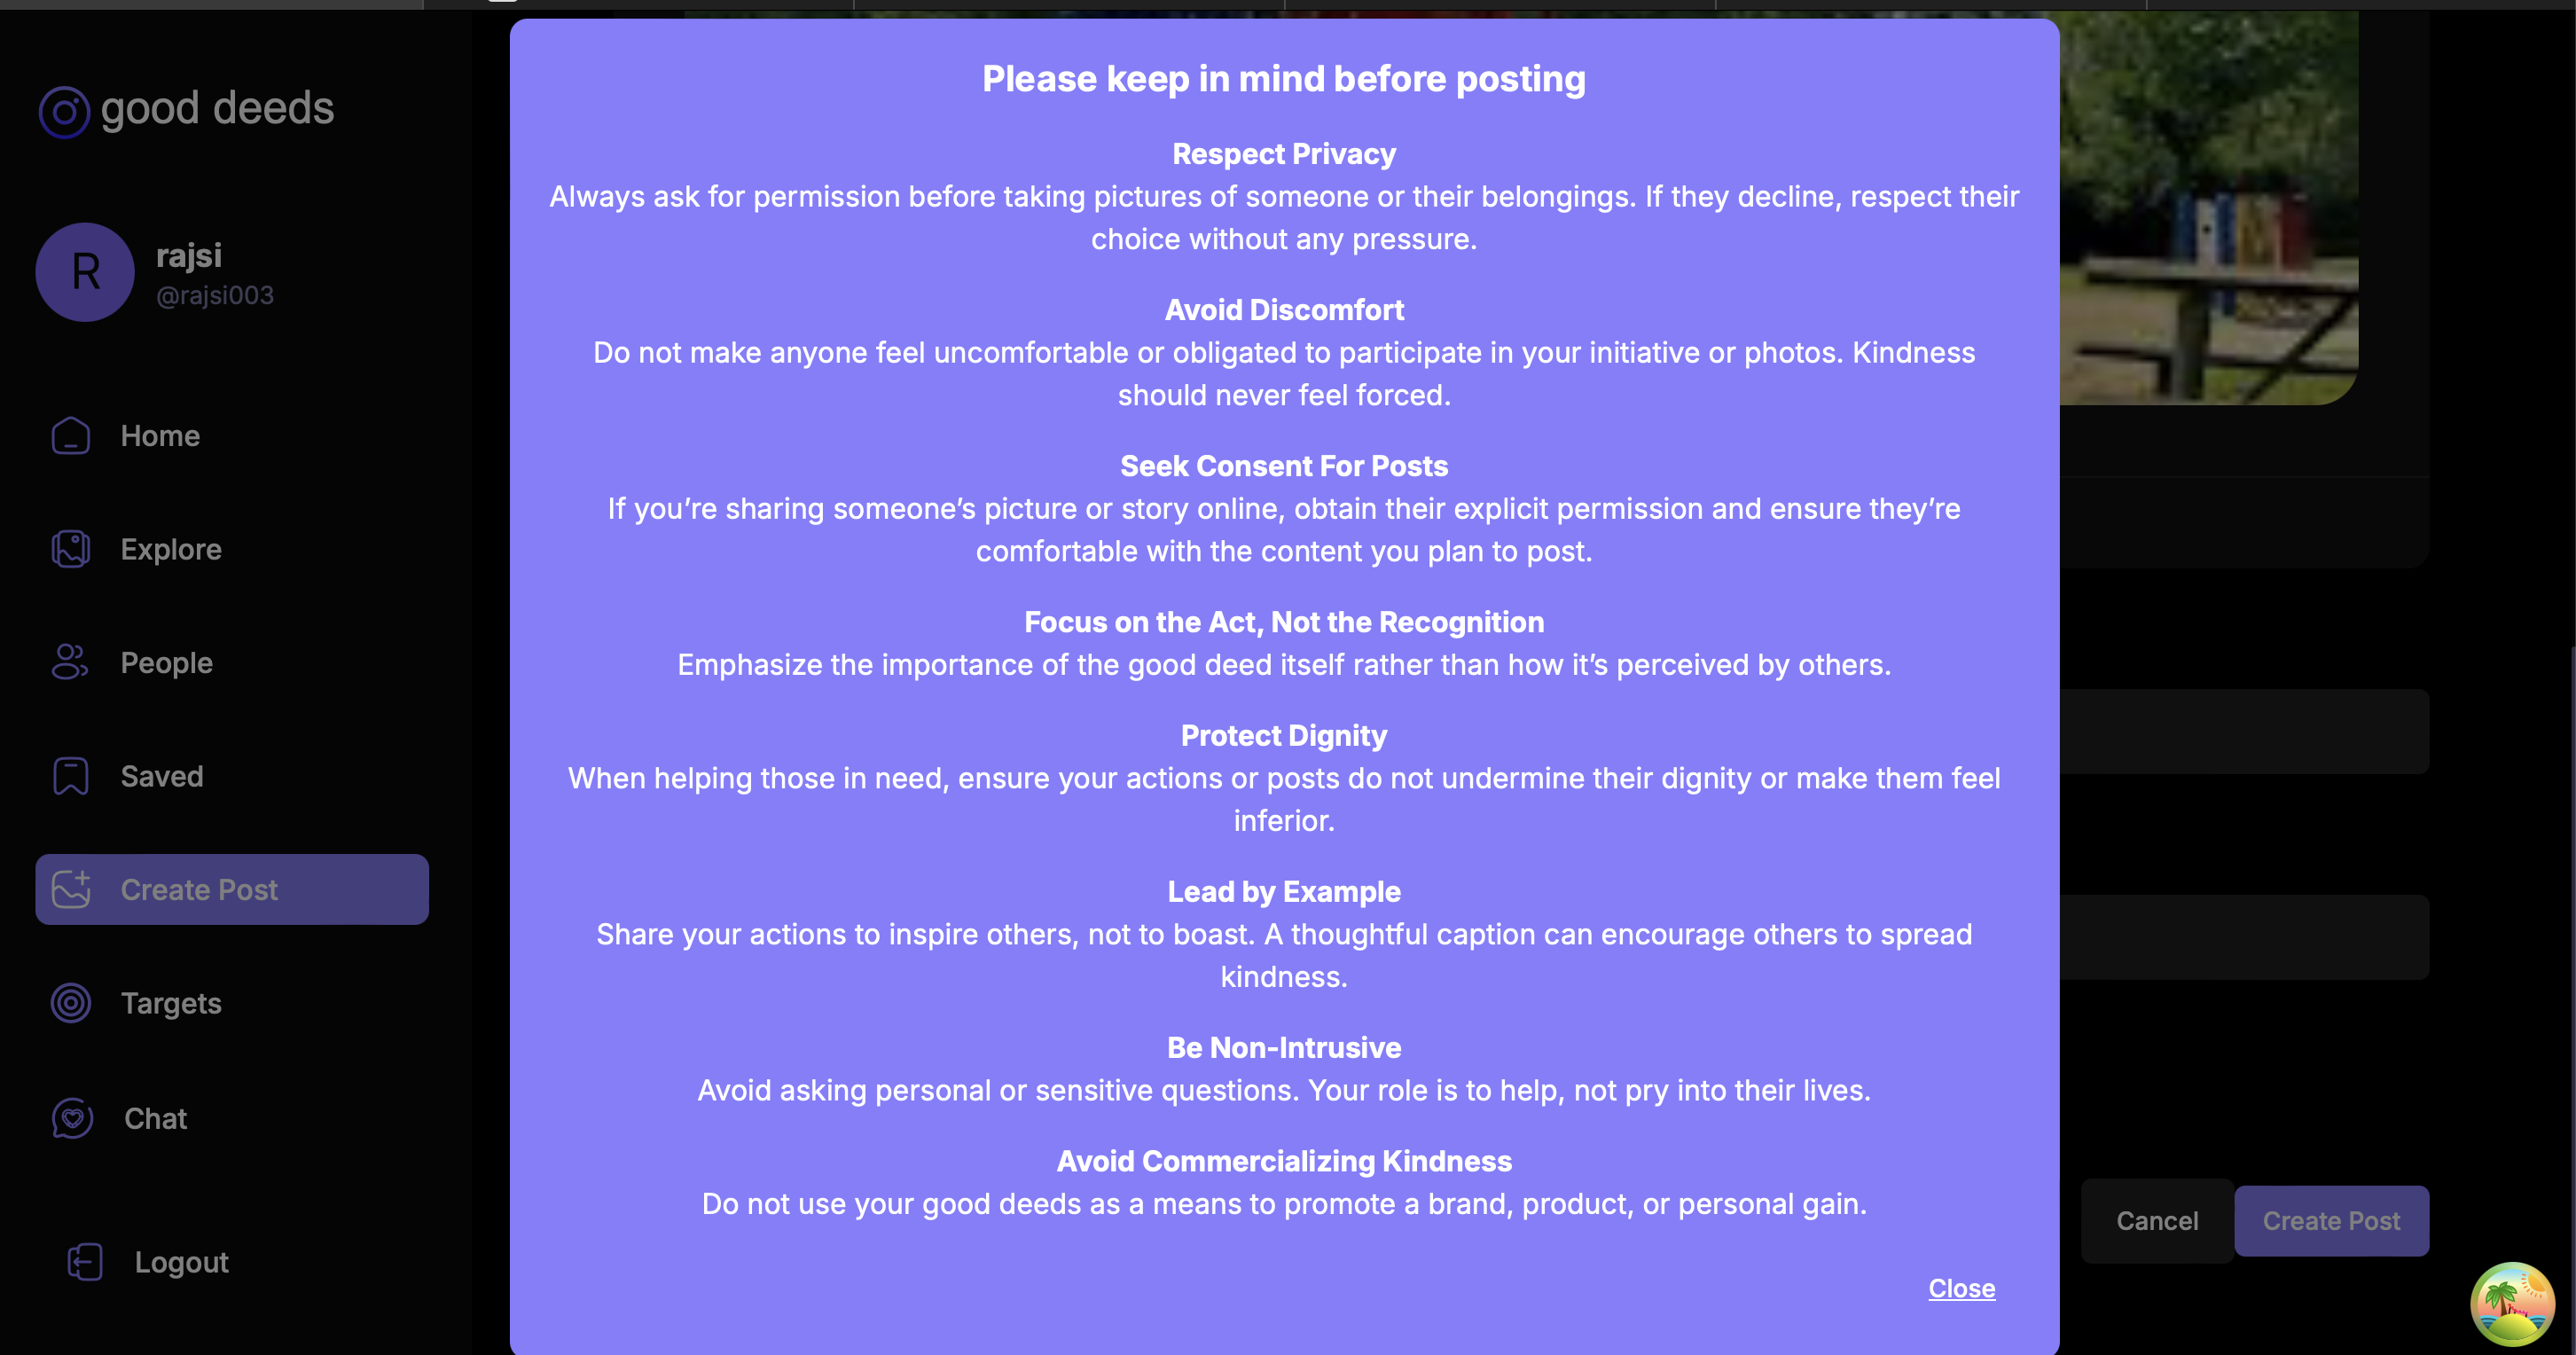 good deeds
R
rajsi
@rajsi003
Home
Explore
People
Saved
Create Post
Targets
Chat
Logout
Please keep in mind before posting
Respect Privacy
Always ask for permission before taking pictures of someone or their belongings. If they decline, respect their
choice without any pressure.
Avoid Discomfort
Do not make anyone feel uncomfortable or obligated to participate in your initiative or photos. Kindness
should never feel forced.
Seek Consent For Posts
If you’re sharing someone’s picture or story online, obtain their explicit permission and ensure they’re
comfortable with the content you plan to post.
Focus on the Act, Not the Recognition
Emphasize the importance of the good deed itself rather than how it’s perceived by others.
Protect Dignity
When helping those in need, ensure your actions or posts do not undermine their dignity or make them feel
inferior.
Lead by Example
Share your actions to inspire others, not to boast. A thoughtful caption can encourage others to spread
kindness.
Be Non-Intrusive
Avoid asking personal or sensitive questions. Your role is to help, not pry into their lives.
Avoid Commercializing Kindness
Do not use your good deeds as a means to promote a brand, product, or personal gain.
Close
Cancel
Create Post